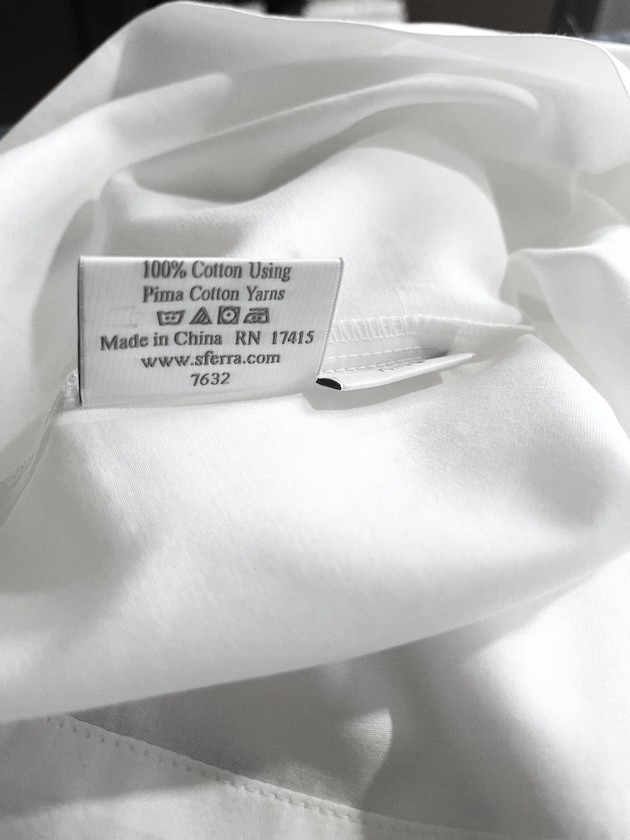 100% Cotton Using
Pima Cotton Yarns
Made in China RN 17415
www.sferra.com
7632